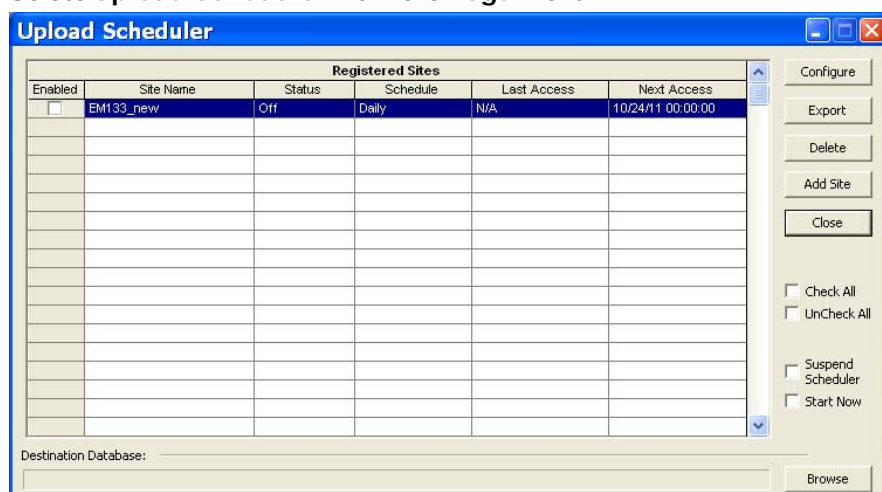 Upload Scheduler
Registered Sites
Enabled Site Name Status Schedule Last Access Next Access
EM133_new Off Daily N/A 10/24/11 00:00:00
Configure
Export
Delete
Add Site
Close
Check All
UnCheck All
Suspend Scheduler
Start Now
Destination Database:
Browse